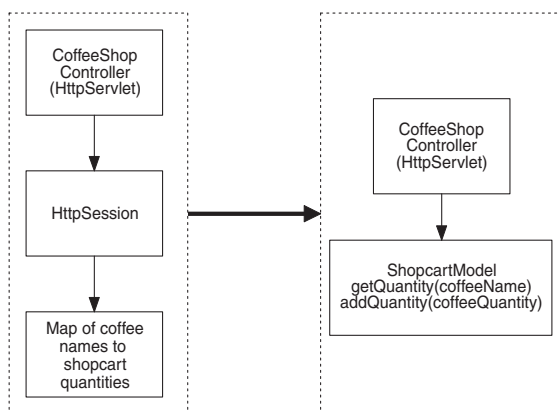 CoffeeShop
Controller
(HttpServlet)
HttpSession
Map of coffee
names to
shopcart
quantities
CoffeeShop
Controller
(HttpServlet)
ShopcartModel
getQuantity(coffeeName)
addQuantity(coffeeQuantity)